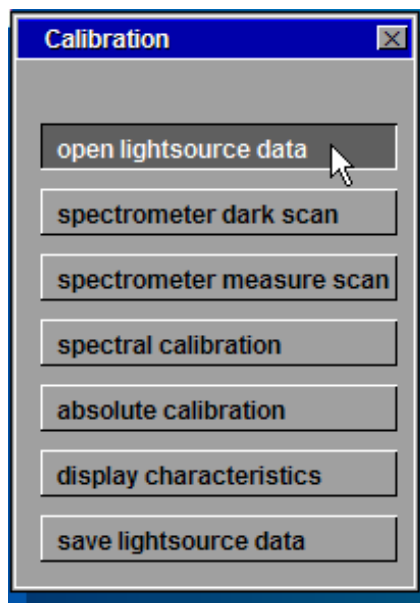 Calibration
open lightsource data
spectrometer dark scan
spectrometer measure scan
spectral calibration
absolute calibration
display characteristics
save lightsource data